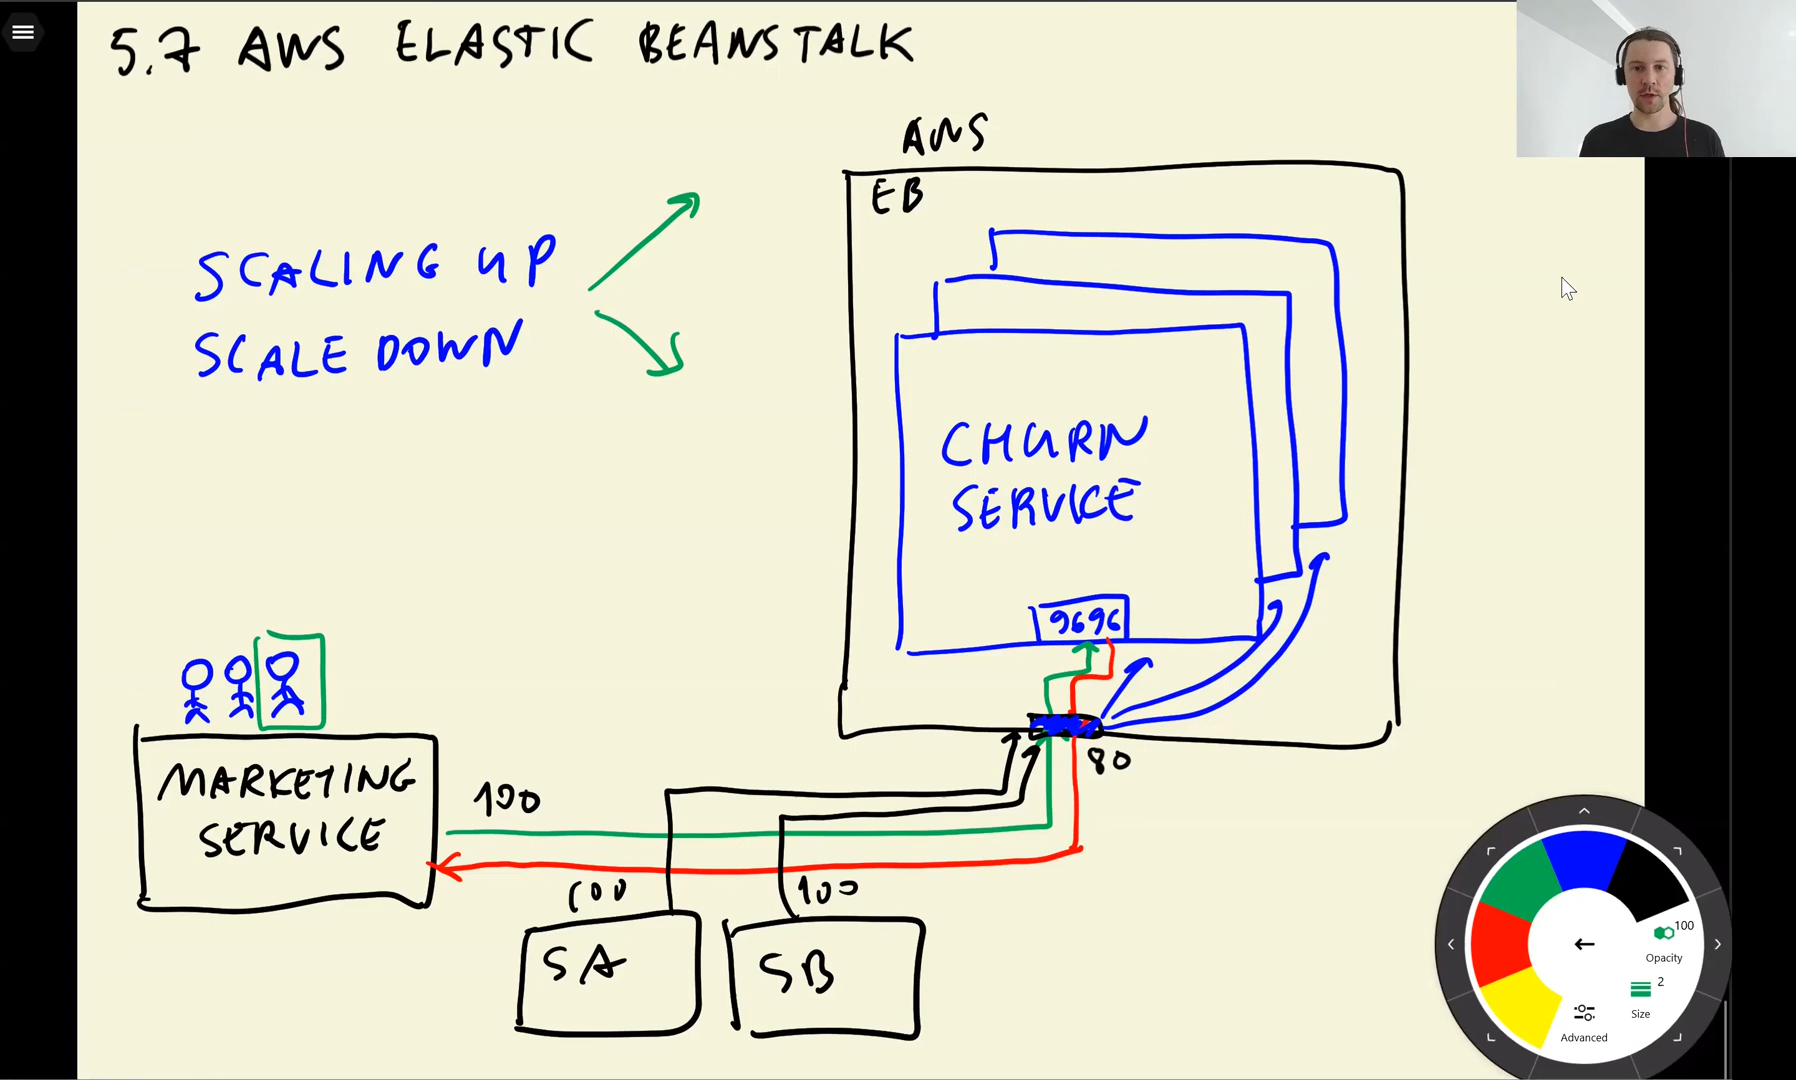 5.7 AWS ELASTIC BEANSTALK
AWS
EB
SCALING UP
SCALE DOWN
CHURN
SERVICE
9696
80
MARKETING
SERVICE
100
100
100
SA
SB
100
Opacity
2
Size
Advanced